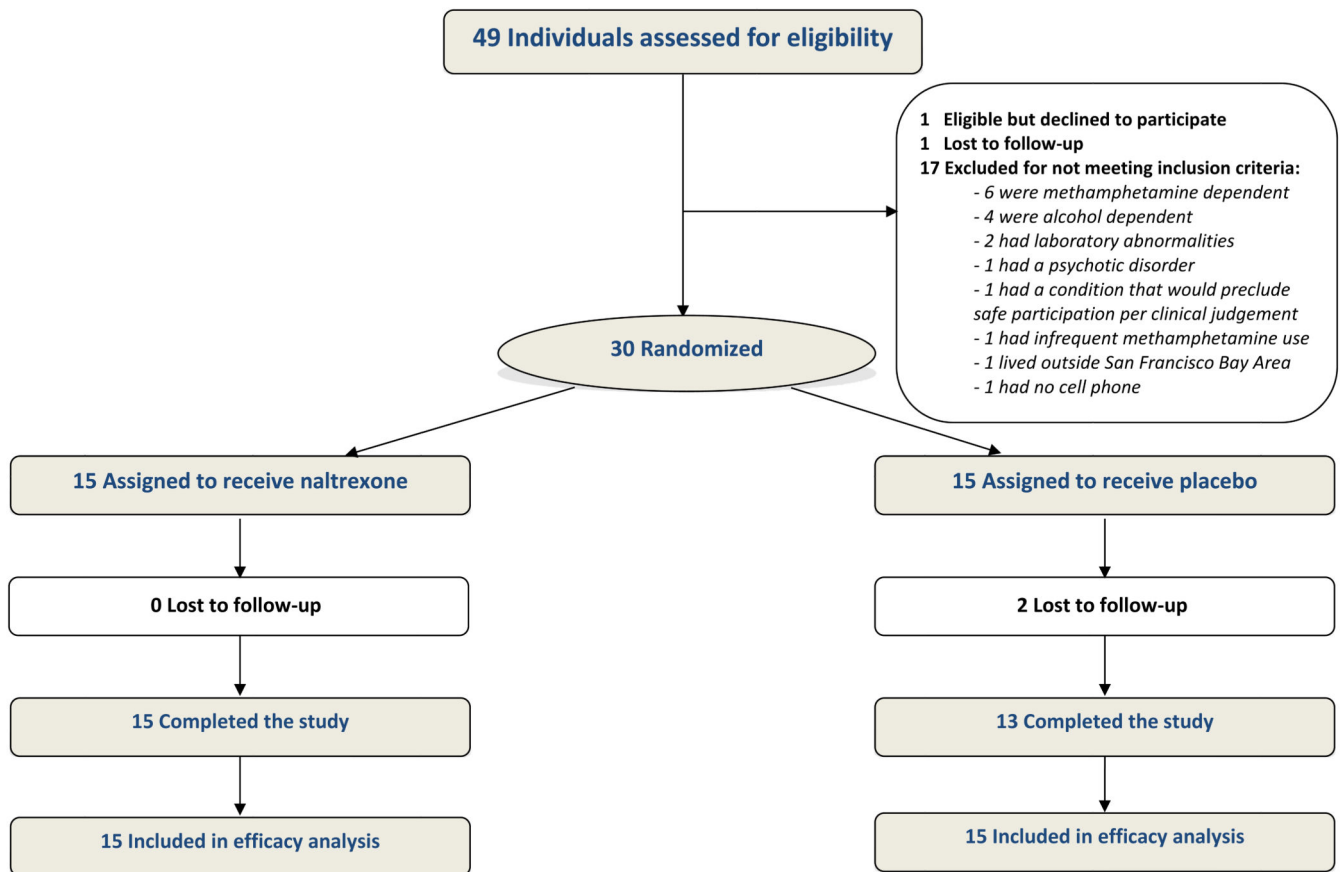 49 Individuals assessed for eligibility
1 Eligible but declined to participate
1 Lost to follow-up
17 Excluded for not meeting inclusion criteria:
- 6 were methamphetamine dependent
- 4 were alcohol dependent
- 2 had laboratory abnormalities
- 1 had a psychotic disorder
- 1 had a condition that would preclude
safe participation per clinical judgement
- 1 had infrequent methamphetamine use
- 1 lived outside San Francisco Bay Area
- 1 had no cell phone
30 Randomized
15 Assigned to receive naltrexone
15 Assigned to receive placebo
0 Lost to follow-up
2 Lost to follow-up
15 Completed the study
13 Completed the study
15 Included in efficacy analysis
15 Included in efficacy analysis